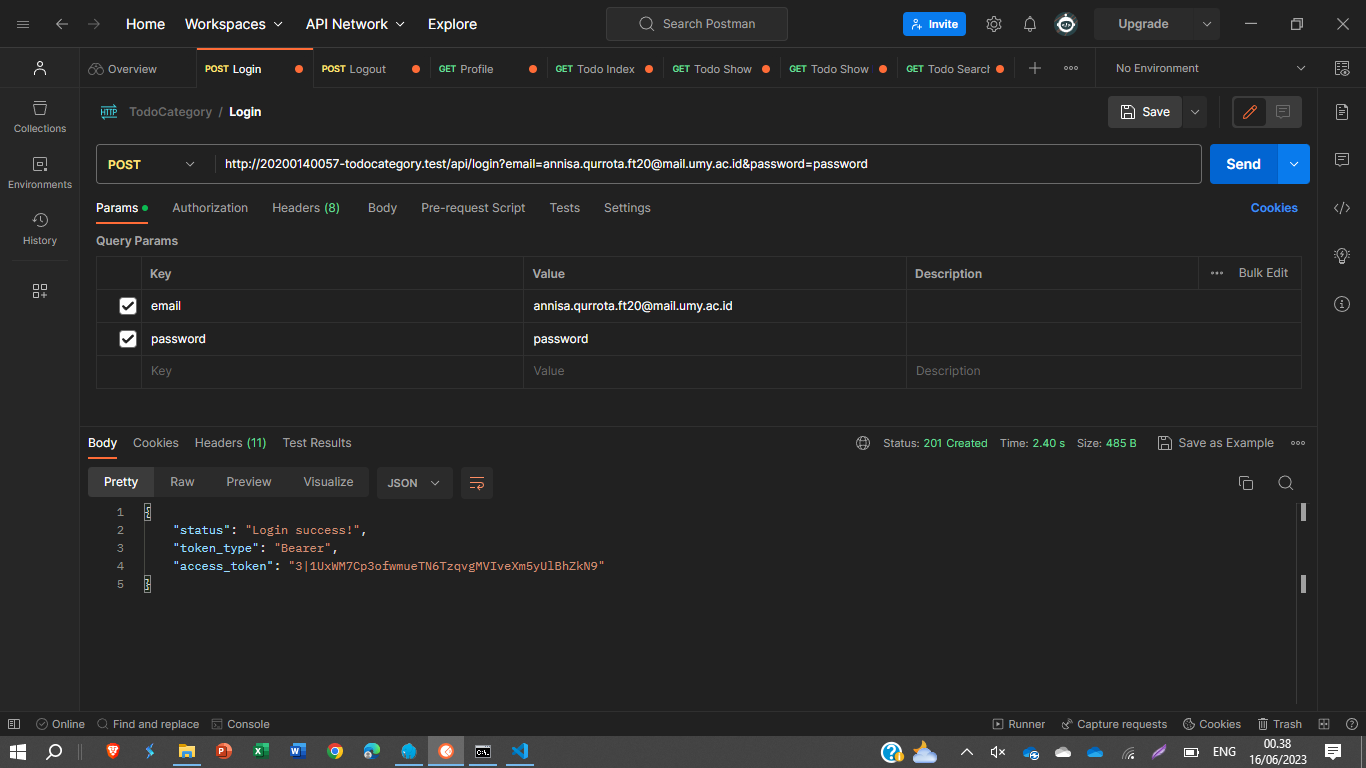 Home Workspaces API Network Explore Search Postman Invite Upgrade
Overview POST Login POST Logout GET Profile GET Todo Index GET Todo Show GET Todo Show GET Todo Search No Environment
HTTP TodoCategory / Login Save
Collections
POST http://20200140057-todocategory.test/api/login?email=annisa.qurrota.ft20@mail.umy.ac.id&password=password Send
Environments
Params Authorization Headers (8) Body Pre-request Script Tests Settings Cookies
History
Query Params
Key Value Description Bulk Edit
email annisa.qurrota.ft20@mail.umy.ac.id
password password
Key Value Description
Body Cookies Headers (11) Test Results Status: 201 Created Time: 2.40 s Size: 485 B Save as Example
Pretty Raw Preview Visualize JSON
1 {
2 "status": "Login success!",
3 "token_type": "Bearer",
4 "access_token": "3|1UxWM7Cp3ofwmueTN6TzqvgMVIveXm5yUlBhZkN9"
5 }
Online Find and replace Console Runner Capture requests Cookies Trash
ENG 00.38
16/06/2023